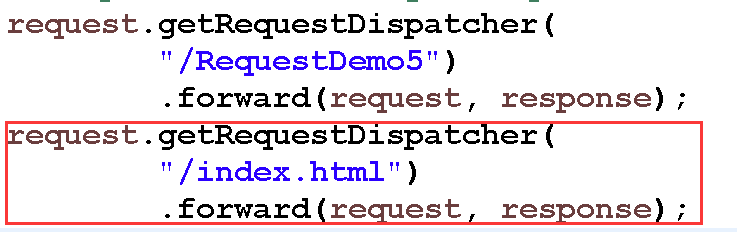 request.getRequestDispatcher(
"/RequestDemo5")
.forward(request, response);
request.getRequestDispatcher(
"/index.html")
.forward(request, response);